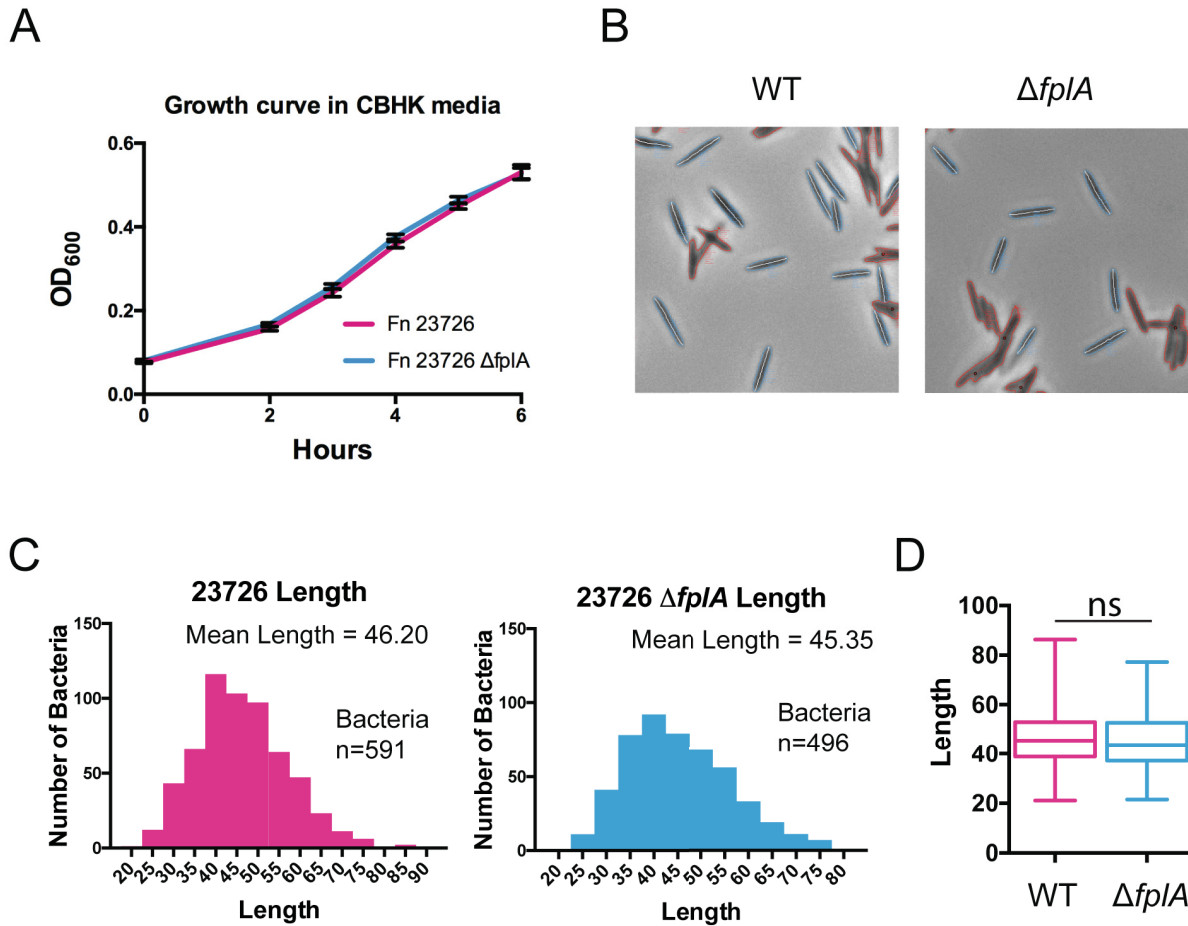 A
Growth curve in CBHK media
0.6
0.4
0.2
0.0
OD600
0 2 4 6
Hours
Fn 23726
Fn 23726 ΔfplA
B
WT
ΔfplA
C
23726 Length
Mean Length = 46.20
Bacteria
n=591
150
100
50
0
Number of Bacteria
20 25 30 35 40 45 50 55 60 65 70 75 80 85 90
Length
23726 ΔfplA Length
Mean Length = 45.35
Bacteria
n=496
150
100
50
0
Number of Bacteria
20 25 30 35 40 45 50 55 60 65 70 75 80
Length
D
ns
100
80
60
40
20
0
Length
WT
ΔfplA